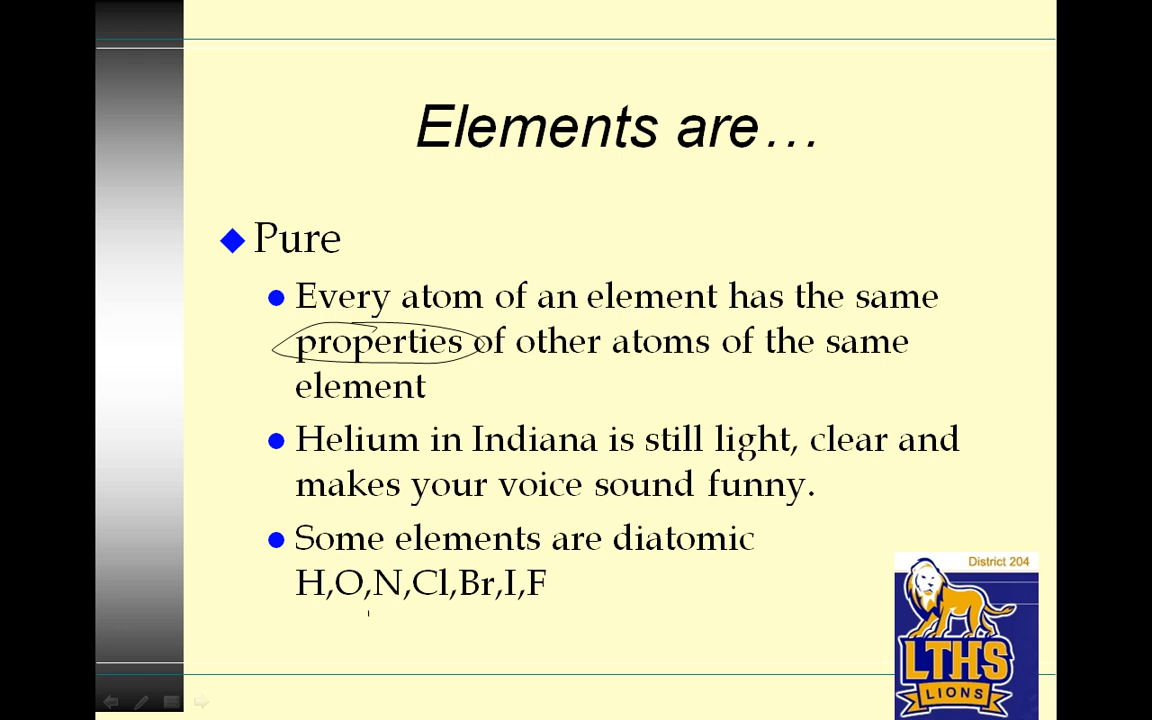 Elements are…
Pure
Every atom of an element has the same
properties of other atoms of the same
element
Helium in Indiana is still light, clear and
makes your voice sound funny.
Some elements are diatomic
H,O,N,Cl,Br,I,F
District 204
LTHS
LIONS